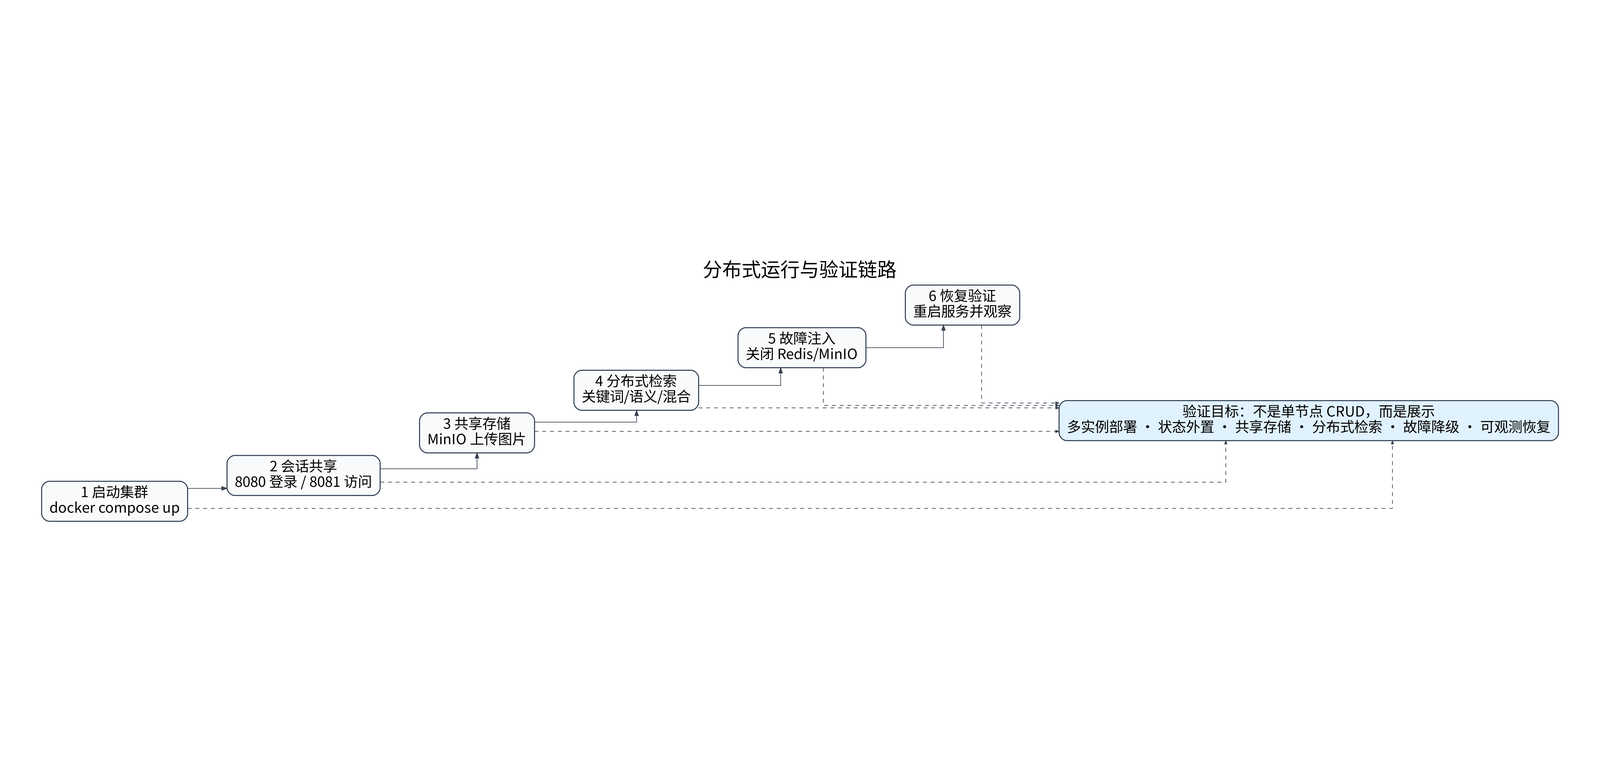 分布式运行与验证链路
1 启动集群
docker compose up
2 会话共享
8080 登录 / 8081 访问
3 共享存储
MinIO 上传图片
4 分布式检索
关键词/语义/混合
5 故障注入
关闭 Redis/MinIO
6 恢复验证
重启服务并观察
验证目标：不是单节点 CRUD，而是展示
多实例部署 · 状态外置 · 共享存储 · 分布式检索 · 故障降级 · 可观测恢复